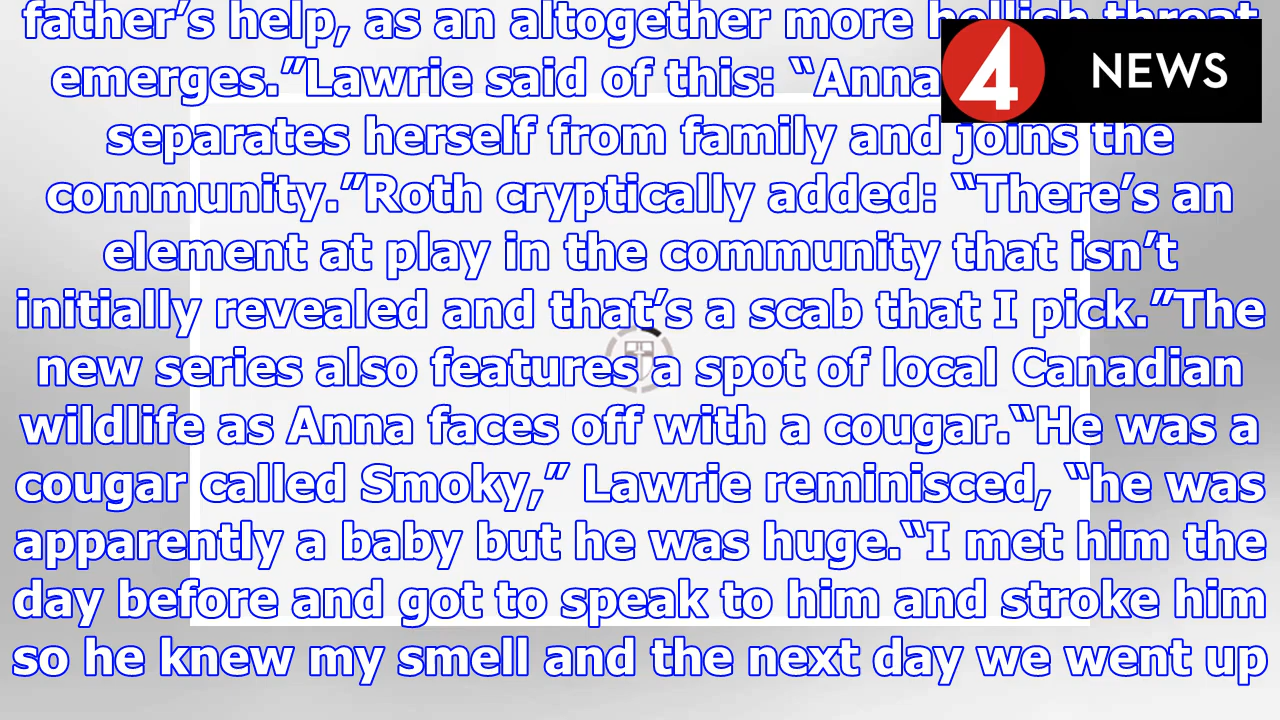 father’s help, as an altogether more hellish threat
emerges.”Lawrie said of this: “Anna
separates herself from family and joins the
community.”Roth cryptically added: “There’s an
element at play in the community that isn’t
initially revealed and that’s a scab that I pick.”The
new series also features a spot of local Canadian
wildlife as Anna faces off with a cougar.“He was a
cougar called Smoky,” Lawrie reminisced, “he was
apparently a baby but he was huge.“I met him the
day before and got to speak to him and stroke him
so he knew my smell and the next day we went up
4 NEWS